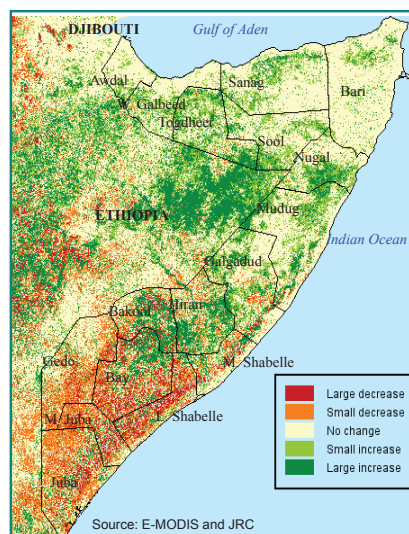 DJIBOUTI
Gulf of Aden
Awdal
Sanag
Bari
W. Galbeed
Togdheer
Sool
Nugal
ETHIOPIA
Mudug
Indian Ocean
Galgadud
Bakool
Hiran
Gedo
M. Shabelle
Bay
L. Shabelle
M. Juba
Juba
Large decrease
Small decrease
No change
Small increase
Large increase
Source: E-MODIS and JRC